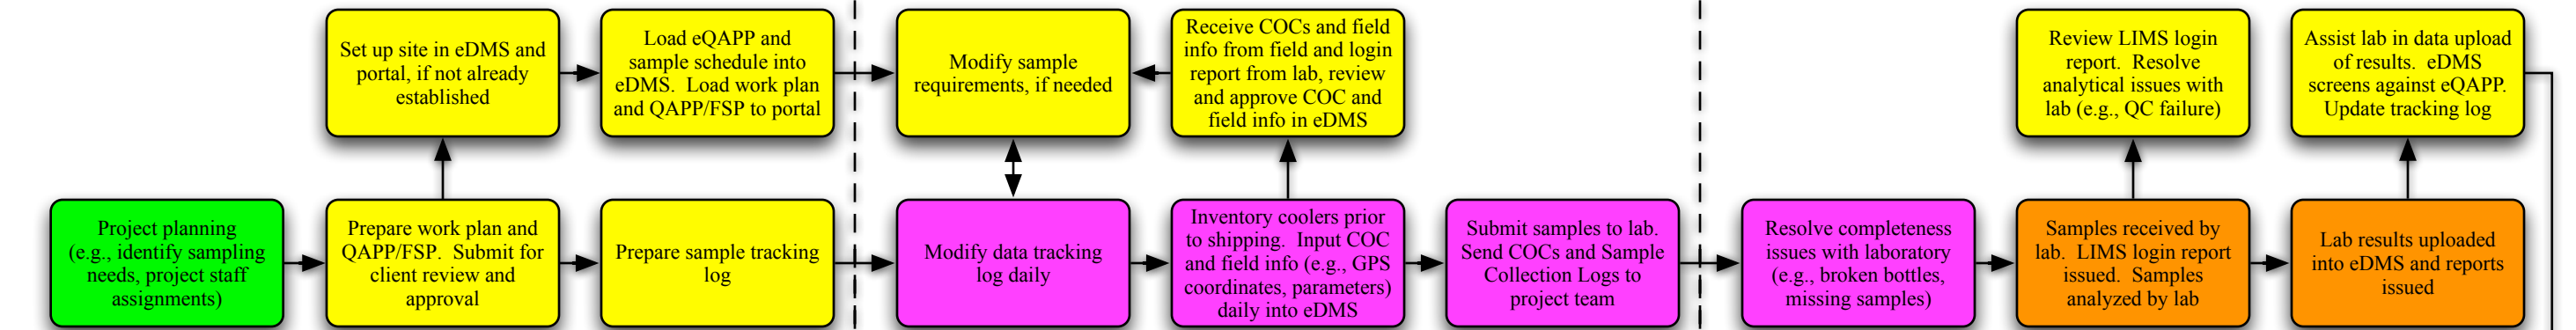 Set up site in eDMS and
portal, if not already
established
Load eQAPP and
sample schedule into
eDMS.  Load work plan
and QAPP/FSP to portal
Modify sample
requirements, if needed
Receive COCs and field
info from field and login
report from lab, review
and approve COC and
field info in eDMS
Review LIMS login
report.  Resolve
analytical issues with
lab (e.g., QC failure)
Assist lab in data upload
of results.  eDMS
screens against eQAPP.
Update tracking log
Project planning
(e.g., identify sampling
needs, project staff
assignments)
Prepare work plan and
QAPP/FSP.  Submit for
client review and
approval
Prepare sample tracking
log
Modify data tracking
log daily
Inventory coolers prior
to shipping.  Input COC
and field info (e.g., GPS
coordinates, parameters)
daily into eDMS
Submit samples to lab.
Send COCs and Sample
Collection Logs to
project team
Resolve completeness
issues with laboratory
(e.g., broken bottles,
missing samples)
Samples received by
lab.  LIMS login report
issued.  Samples
analyzed by lab
Lab results uploaded
into eDMS and reports
issued